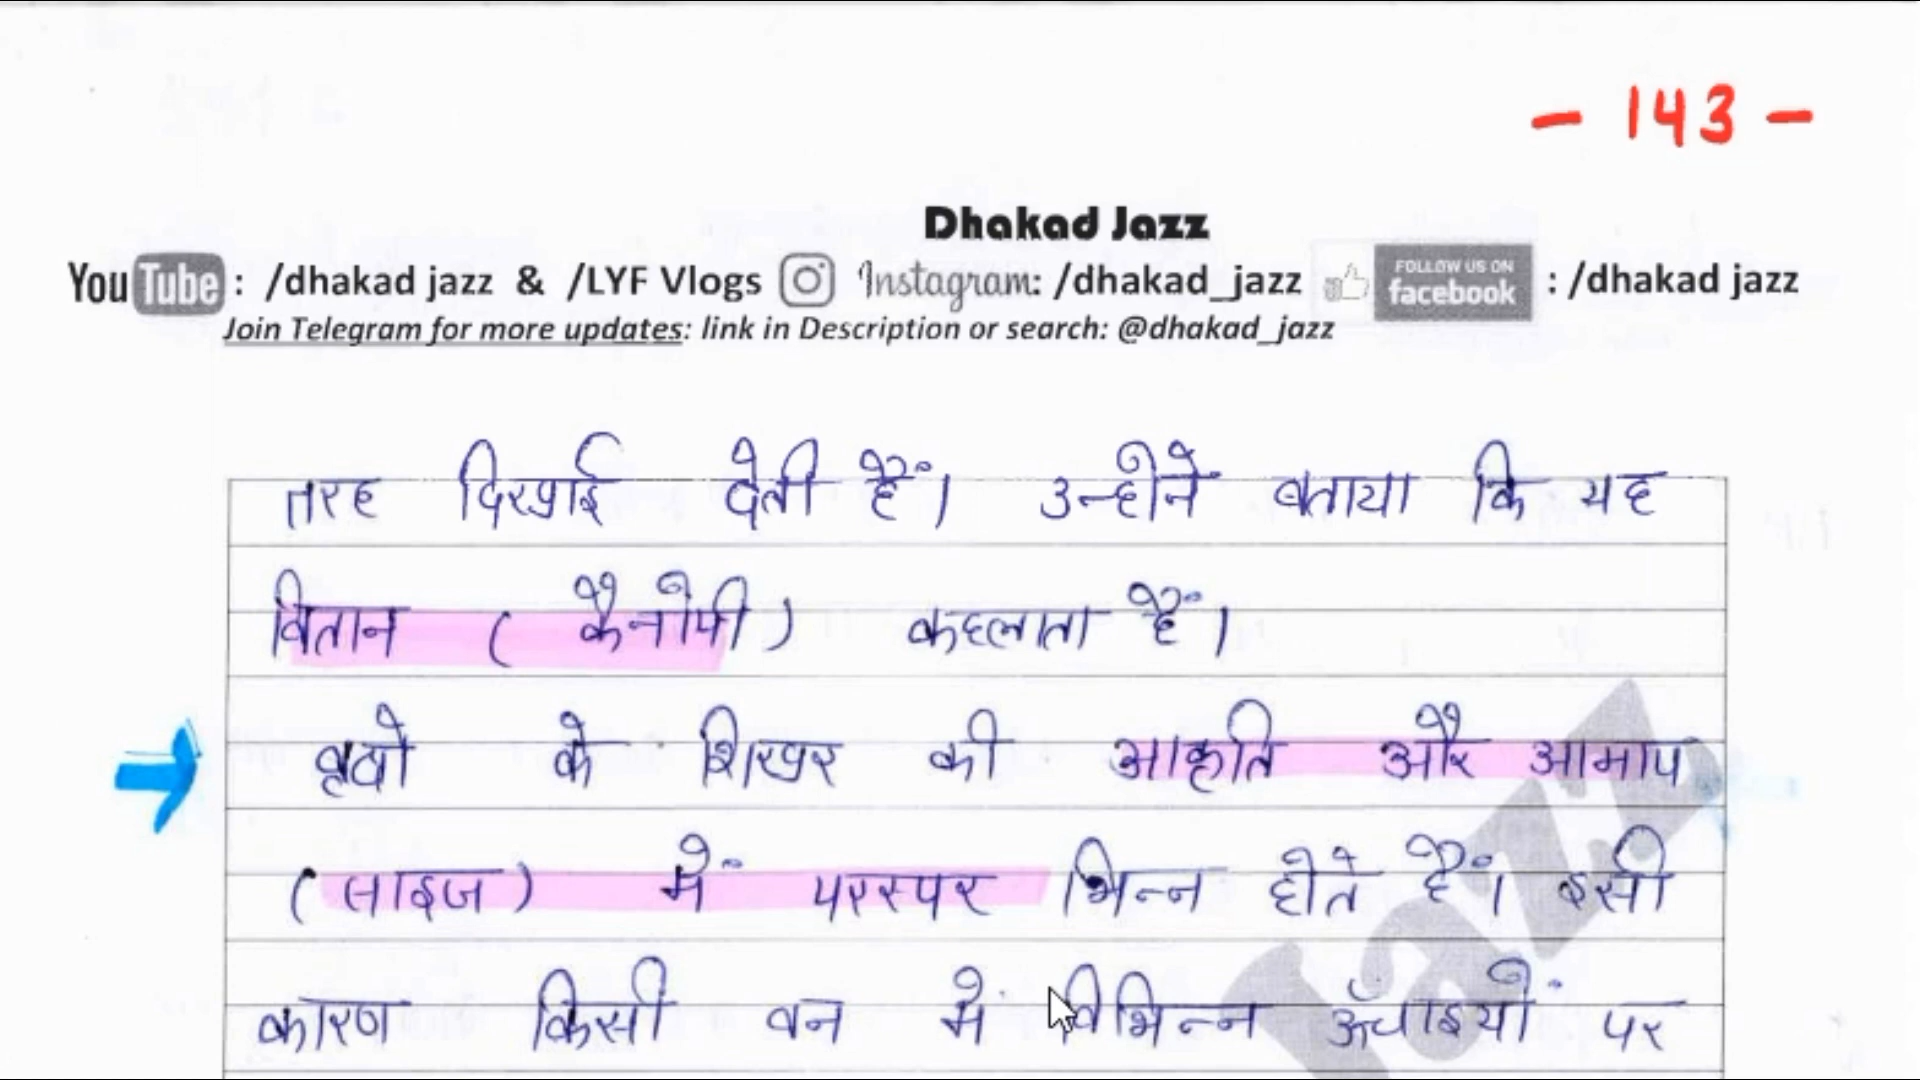 - 143 -
Dhakad Jazz
YouTube : /dhakad jazz & /LYF Vlogs Instagram: /dhakad_jazz FOLLOW US ON facebook : /dhakad jazz
Join Telegram for more updates: link in Description or search: @dhakad_jazz
तरह दिखाई देती हैं। उन्होंने बताया कि यह
वितान ( कैनोपी ) कहलाता हैं।
वृक्षो के शिखर की आकृति और आमाप
( साइज ) में परस्पर भिन्न होते हैं। इसी
कारण किसी वन में विभिन्न ऊँचाइयों पर
Jazz